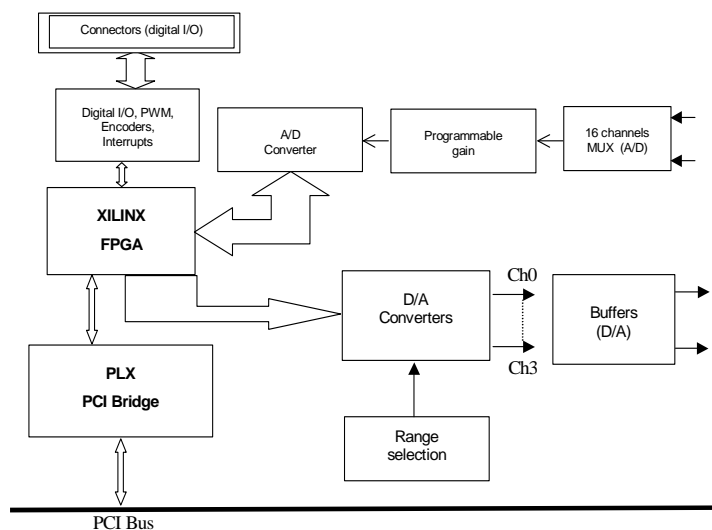 Connectors (digital I/O)
Digital I/O, PWM,
Encoders,
Interrupts
A/D
Converter
Programmable
gain
16 channels
MUX (A/D)
XILINX
FPGA
D/A
Converters
Ch0
Ch3
Buffers
(D/A)
PLX
PCI Bridge
Range
selection
PCI Bus